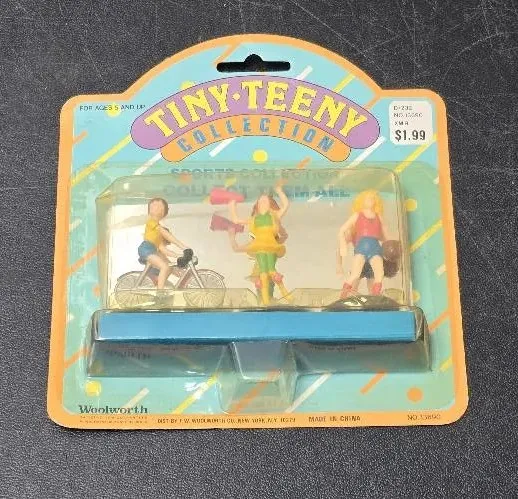 FOR AGES 5 AND UP
TINY·TEENY
COLLECTION
D-232
$1.99
SPORTS COLLECTION
COLLECT THEM ALL
Woolworth
DIST BY F.W. WOOLWORTH CO. NEW YORK, N.Y. 10279
MADE IN CHINA